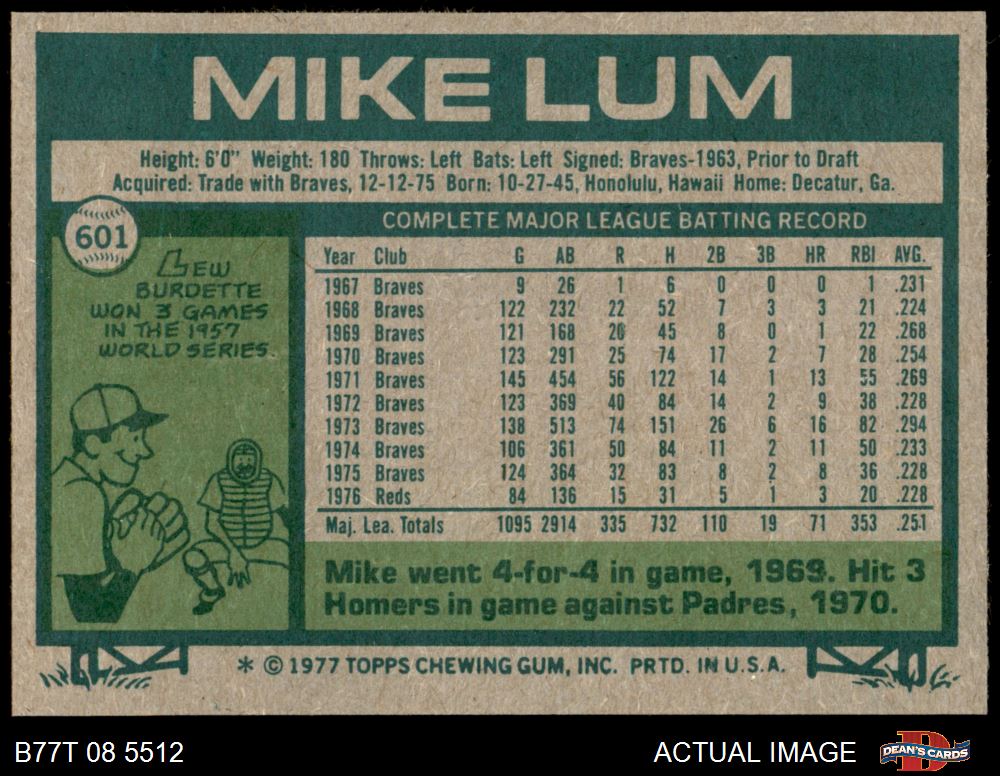 MIKE LUM
Height: 6'0" Weight: 180 Throws: Left Bats: Left Signed: Braves-1963, Prior to Draft
Acquired: Trade with Braves, 12-12-75 Born: 10-27-45, Honolulu, Hawaii Home: Decatur, Ga.
601
LEW
BURDETTE
WON 3 GAMES
IN THE 1957
WORLD SERIES
COMPLETE MAJOR LEAGUE BATTING RECORD
Year Club G AB R H 2B 3B HR RBI AVG.
1967 Braves 9 26 1 6 0 0 0 1 .231
1968 Braves 122 232 22 52 7 3 3 21 .224
1969 Braves 121 168 20 45 8 0 1 22 .268
1970 Braves 123 291 25 74 17 2 7 28 .254
1971 Braves 145 454 56 122 14 1 13 55 .269
1972 Braves 123 369 40 84 14 2 9 38 .228
1973 Braves 138 513 74 151 26 6 16 82 .294
1974 Braves 106 361 50 84 11 2 11 50 .233
1975 Braves 124 364 32 83 8 2 8 36 .228
1976 Reds 84 136 15 31 5 1 3 20 .228
Maj. Lea. Totals 1095 2914 335 732 110 19 71 353 .251
Mike went 4-for-4 in game, 1969. Hit 3
Homers in game against Padres, 1970.
* © 1977 TOPPS CHEWING GUM, INC. PRTD. IN U.S.A.
B77T 08 5512 ACTUAL IMAGE DEAN'S CARDS